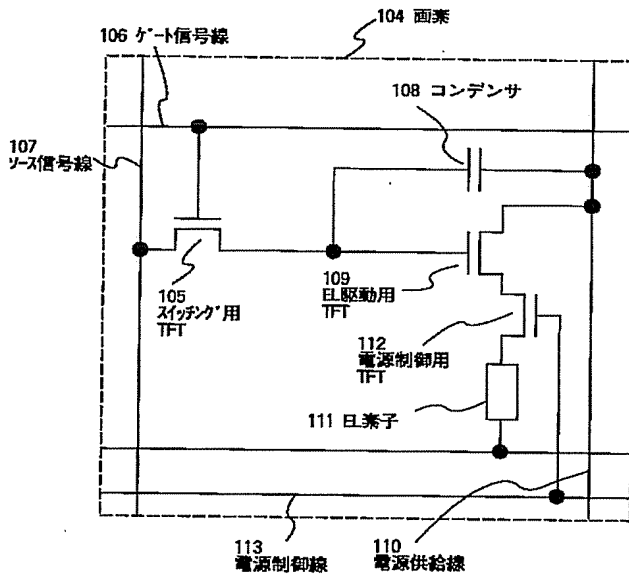 104 画素
106 ゲート信号線
108 コンデンサ
107
ソース信号線
105
スイッチング用
TFT
109
EL駆動用
TFT
112
電源制御用
TFT
111 EL素子
113
電源制御線
110
電源供給線